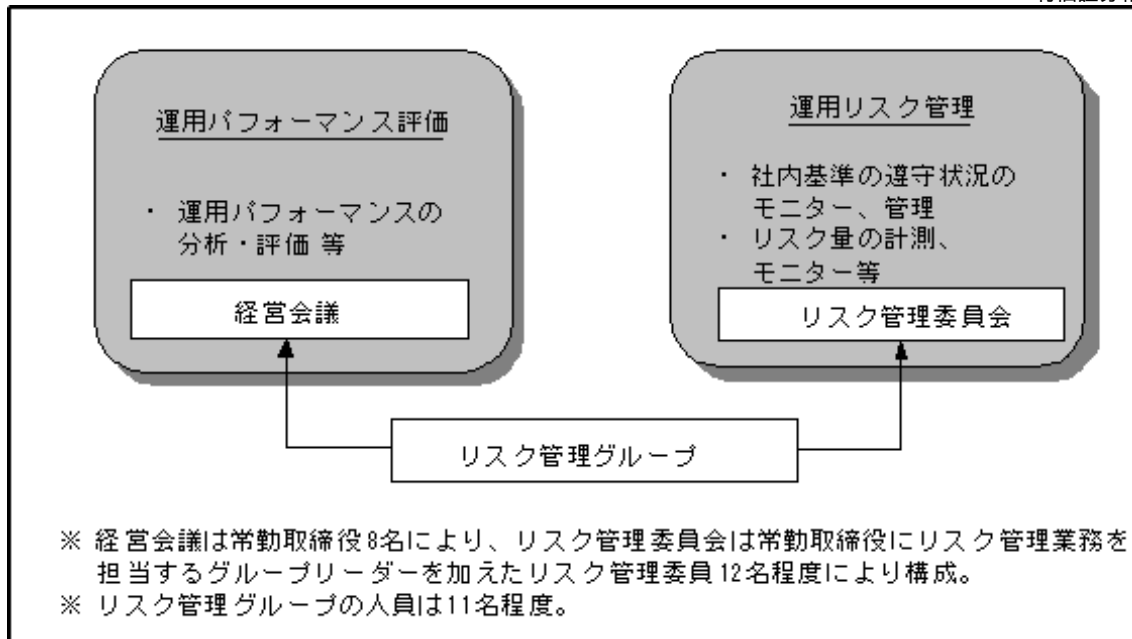 運用パフォーマンス評価
・ 運用パフォーマンスの
分析・評価 等
経営会議
運用リスク管理
・ 社内基準の遵守状況の
モニター、管理
・ リスク量の計測、
モニター等
リスク管理委員会
リスク管理グループ
※ 経営会議は常勤取締役8名により、リスク管理委員会は常勤取締役にリスク管理業務を
担当するグループリーダーを加えたリスク管理委員12名程度により構成。
※ リスク管理グループの人員は11名程度。